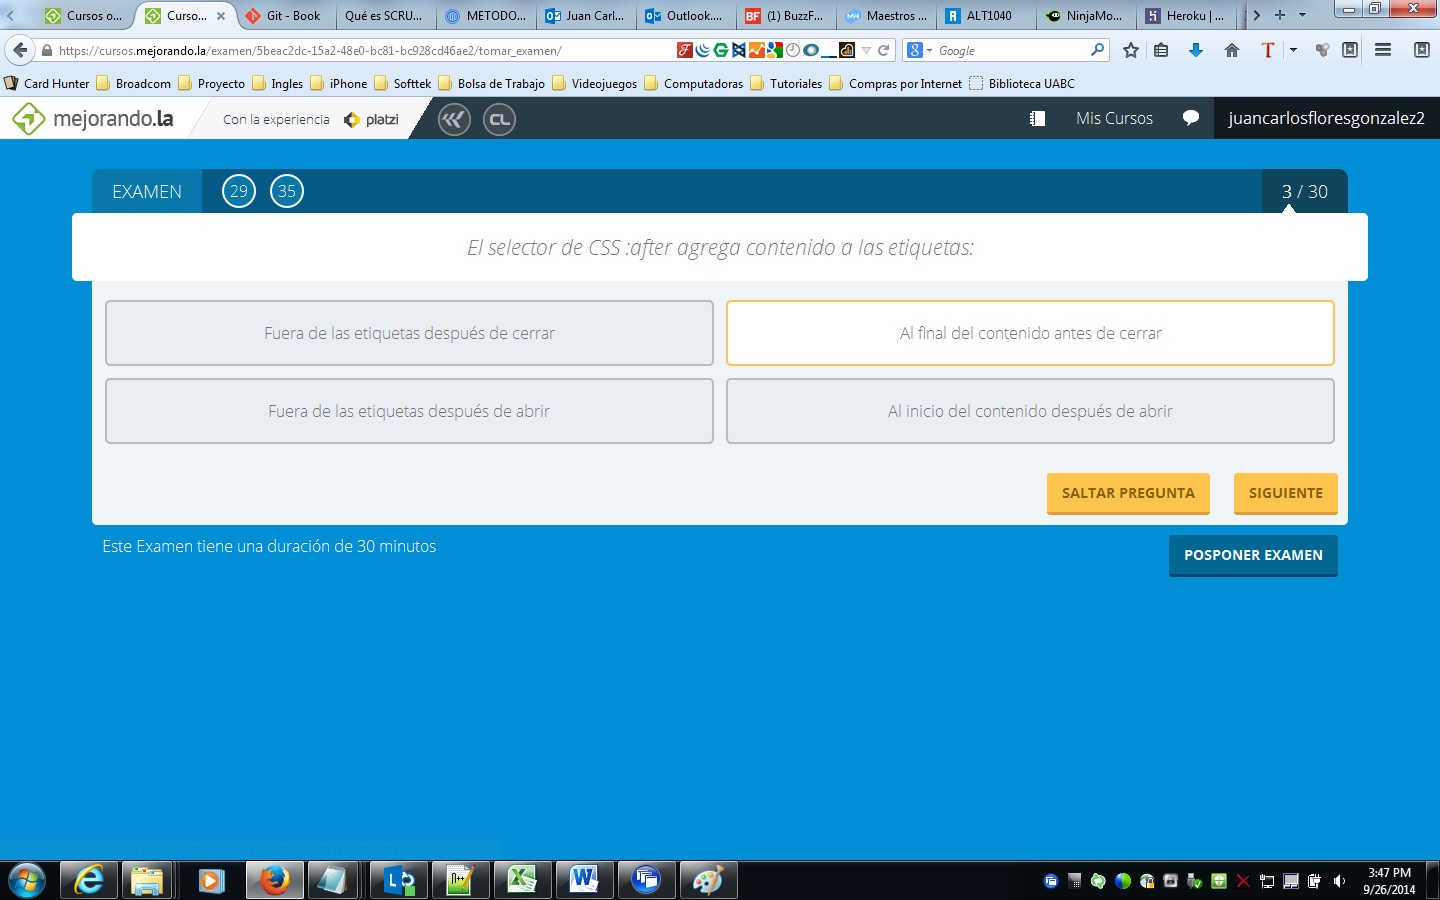 Cursos o...
Curso...
Git - Book
Qué es SCRU...
METODO...
Juan Carl...
Outlook....
(1) BuzzF...
Maestros ...
ALT1040
NinjaMo...
Heroku | ...
https://cursos.mejorando.la/examen/5beac2dc-15a2-48e0-bc81-bc928cd46ae2/tomar_examen/
Google
Card Hunter
Broadcom
Proyecto
Ingles
iPhone
Softtek
Bolsa de Trabajo
Videojuegos
Computadoras
Tutoriales
Compras por Internet
Biblioteca UABC
mejorando.la
Con la experiencia
platzi
CL
Mis Cursos
juancarlosfloresgonzalez2
EXAMEN
29
35
3 / 30
El selector de CSS :after agrega contenido a las etiquetas:
Fuera de las etiquetas después de cerrar
Al final del contenido antes de cerrar
Fuera de las etiquetas después de abrir
Al inicio del contenido después de abrir
SALTAR PREGUNTA
SIGUIENTE
Este Examen tiene una duración de 30 minutos
POSPONER EXAMEN
3:47 PM
9/26/2014